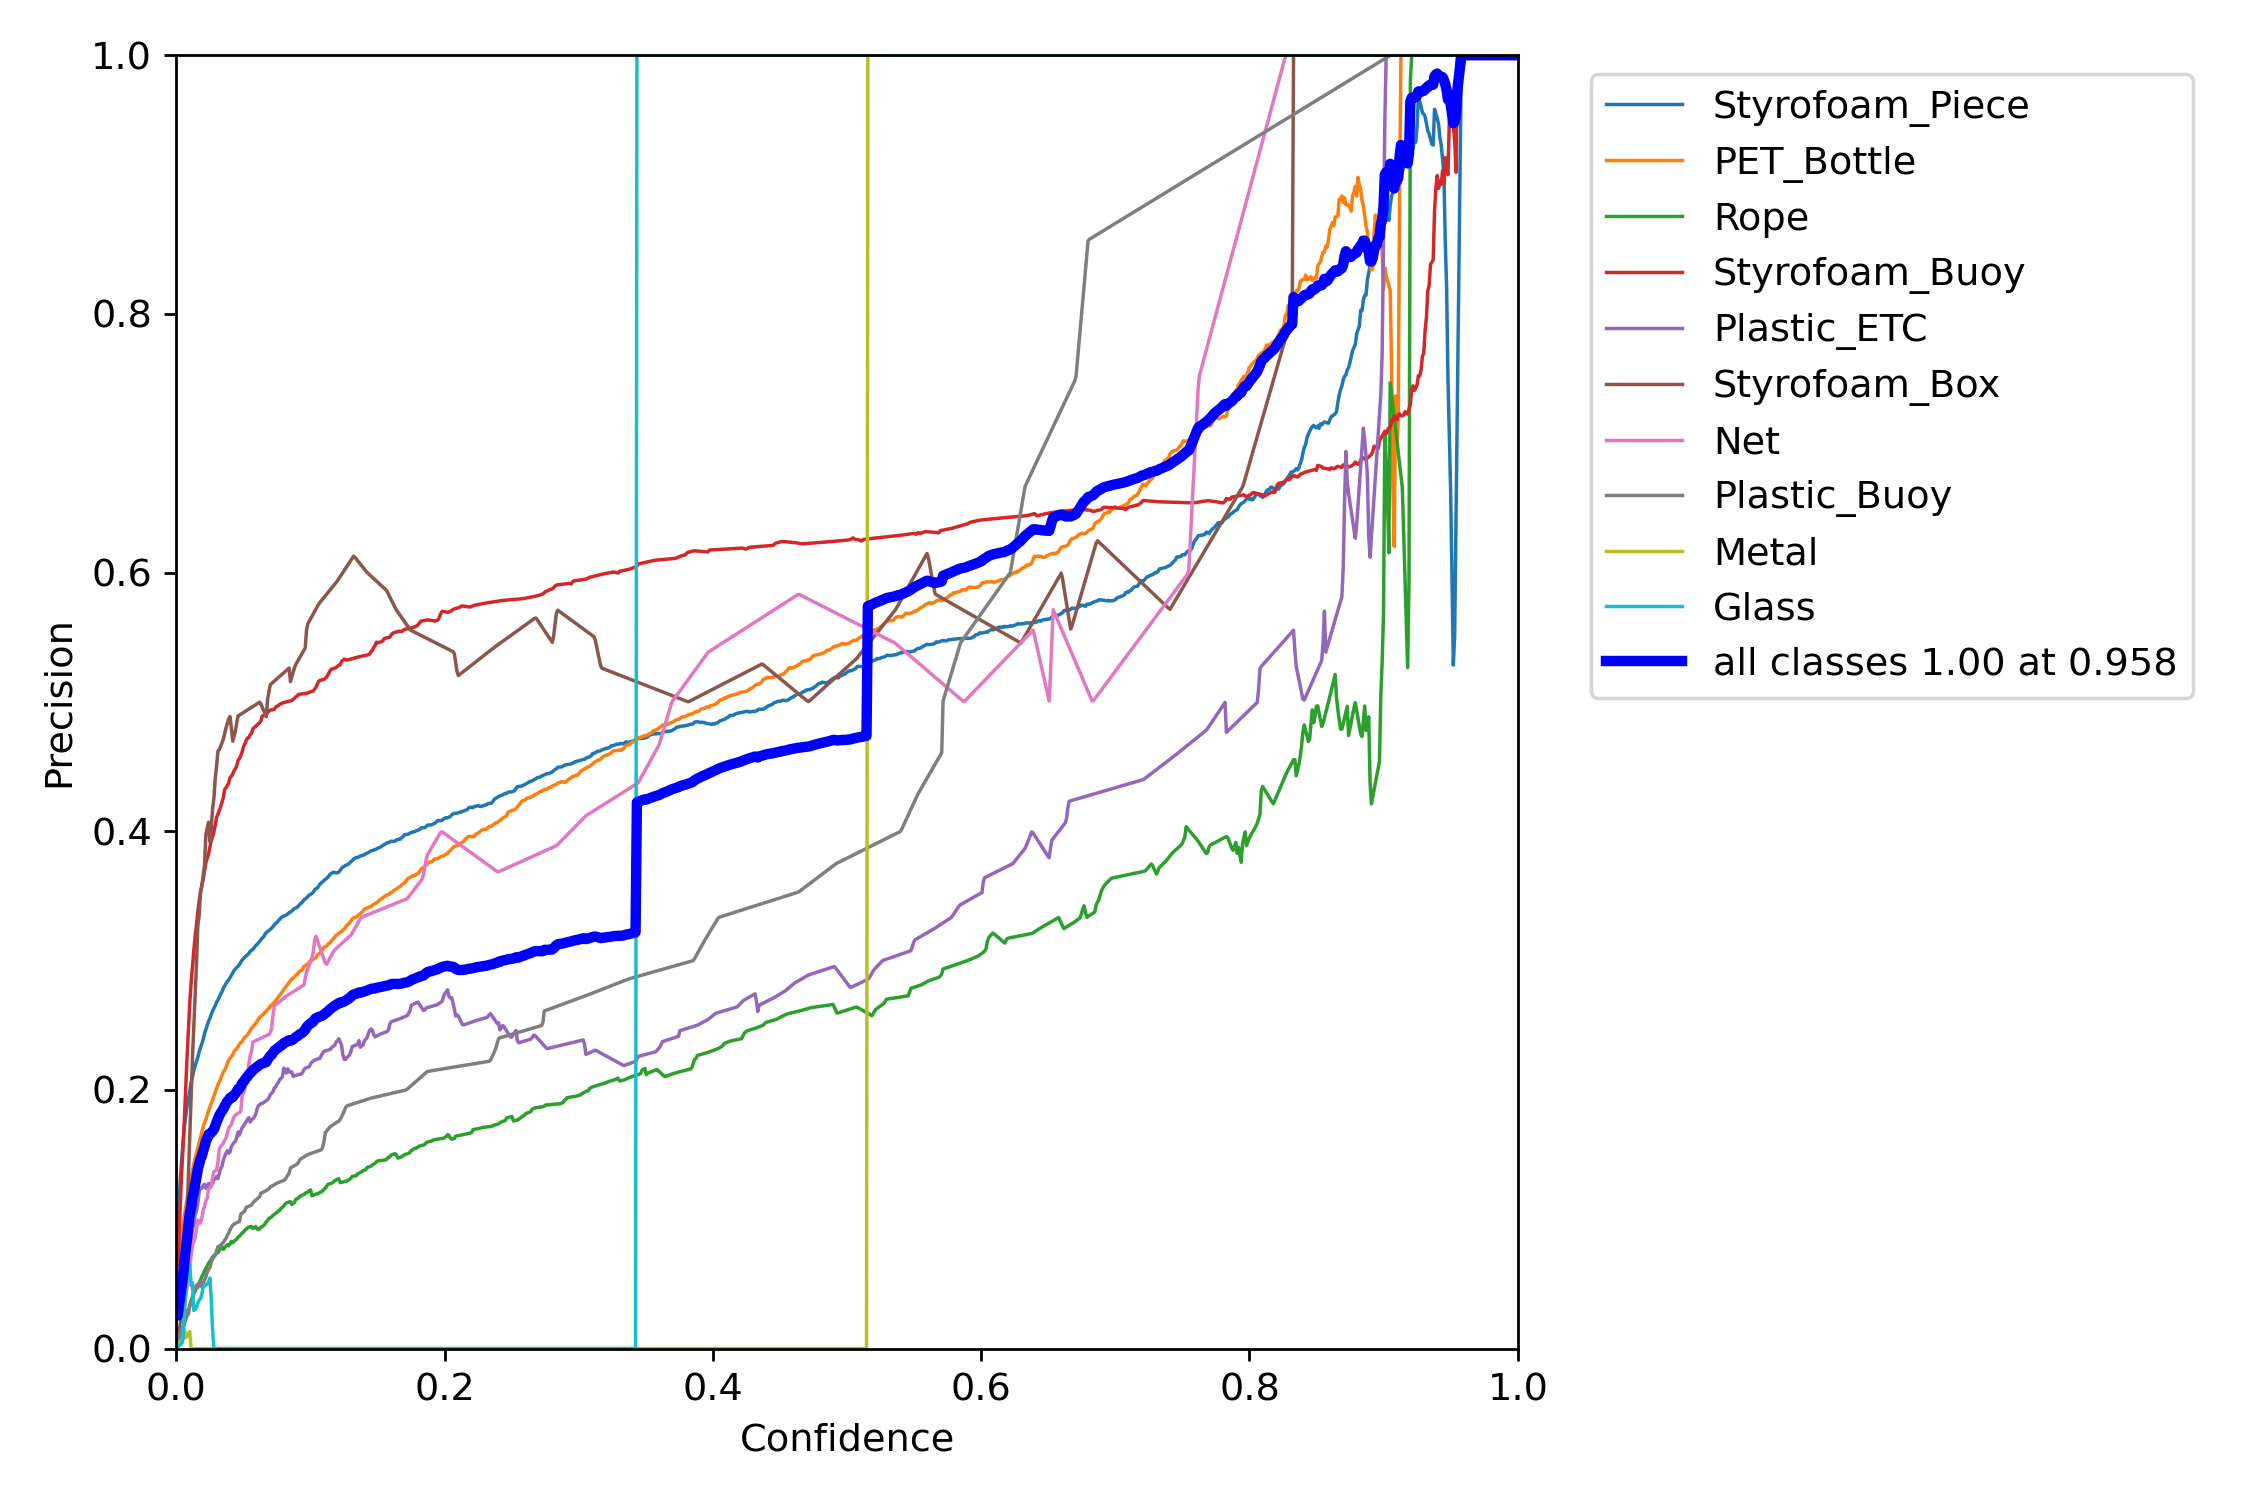 1.0
0.8
0.6
0.4
0.2
0.0
0.0 0.2 0.4 0.6 0.8 1.0
Precision
Confidence
Styrofoam_Piece
PET_Bottle
Rope
Styrofoam_Buoy
Plastic_ETC
Styrofoam_Box
Net
Plastic_Buoy
Metal
Glass
all classes 1.00 at 0.958